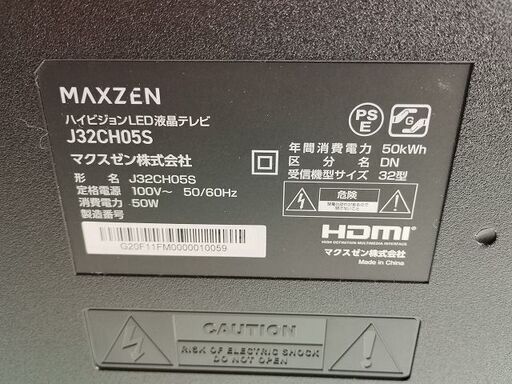 MAXZEN
ハイビジョンLED液晶テレビ
J32CH05S
マクスゼン株式会社
形 名 J32CH05S
定格電源 100V～ 50/60Hz
消費電力 50W
製造番号
G20F11FM0000010059
PS
E
G
年間消費電力 50kWh
区 分 名 DN
受信機型サイズ 32型
危険
HDMI
HIGH DEFINITION MULTIMEDIA INTERFACE
マクスゼン株式会社
Made in China
CAUTION
RISK OF ELECTRIC SHOCK
DO NOT OPEN